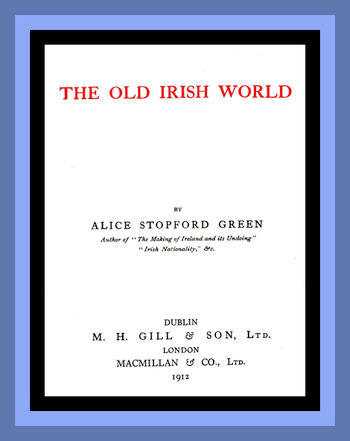 THE OLD IRISH WORLD
BY
ALICE STOPFORD GREEN
Author of "The Making of Ireland and its Undoing"
"Irish Nationality," &c.
DUBLIN
M. H. GILL & SON, LTD.
LONDON
MACMILLAN & CO., LTD.
1912